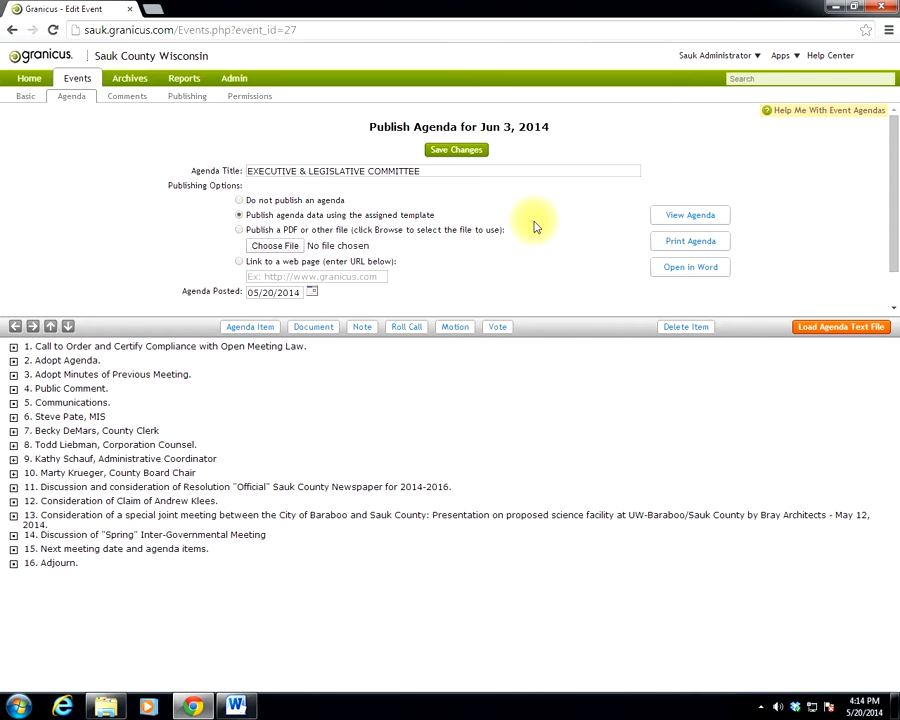 Granicus - Edit Event
sauk.granicus.com/Events.php?event_id=27
granicus. Sauk County Wisconsin Sauk Administrator Apps Help Center
Home Events Archives Reports Admin Search
Basic Agenda Comments Publishing Permissions
Help Me With Event Agendas
Publish Agenda for Jun 3, 2014
Save Changes
Agenda Title: EXECUTIVE & LEGISLATIVE COMMITTEE
Publishing Options:
Do not publish an agenda
Publish agenda data using the assigned template View Agenda
Publish a PDF or other file (click Browse to select the file to use):
Choose File No file chosen Print Agenda
Link to a web page (enter URL below): Open in Word
Ex: http://www.granicus.com
Agenda Posted: 05/20/2014
Agenda Item Document Note Roll Call Motion Vote Delete Item Load Agenda Text File
1. Call to Order and Certify Compliance with Open Meeting Law.
2. Adopt Agenda.
3. Adopt Minutes of Previous Meeting.
4. Public Comment.
5. Communications.
6. Steve Pate, MIS
7. Becky DeMars, County Clerk
8. Todd Liebman, Corporation Counsel.
9. Kathy Schauf, Administrative Coordinator
10. Marty Krueger, County Board Chair
11. Discussion and consideration of Resolution "Official" Sauk County Newspaper for 2014-2016.
12. Consideration of Claim of Andrew Klees.
13. Consideration of a special joint meeting between the City of Baraboo and Sauk County: Presentation on proposed science facility at UW-Baraboo/Sauk County by Bray Architects - May 12,
2014.
14. Discussion of "Spring" Inter-Governmental Meeting
15. Next meeting date and agenda items.
16. Adjourn.
4:14 PM
5/20/2014